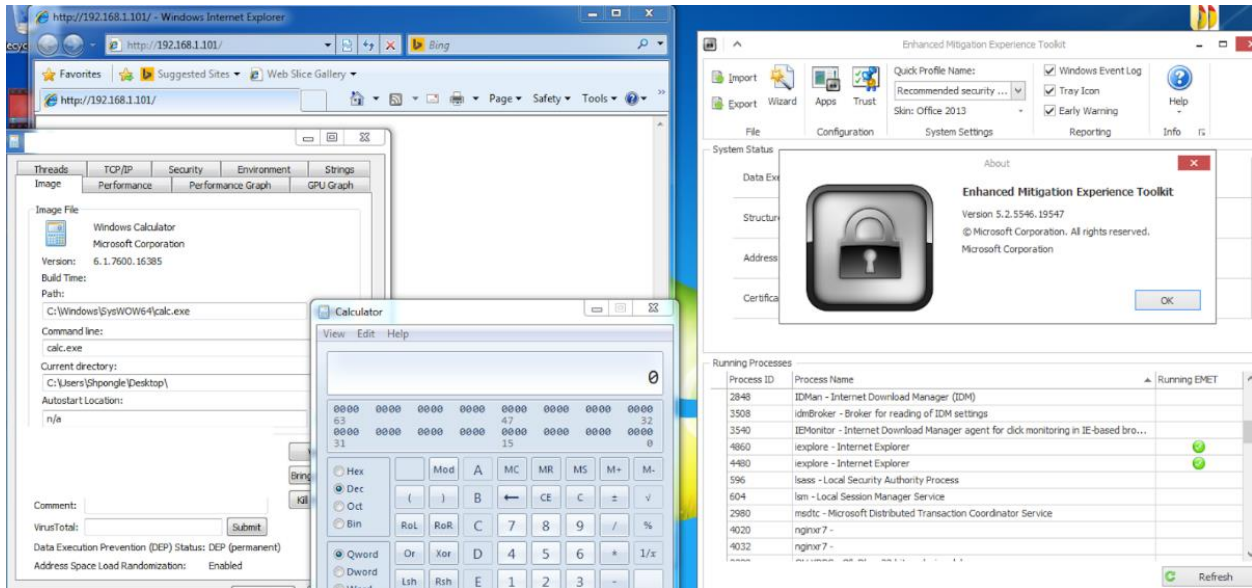 http://192.168.1.101/ - Windows Internet Explorer
http://192.168.1.101/
Bing
Favorites
Suggested Sites
Web Slice Gallery
http://192.168.1.101/
Page
Safety
Tools
Threads
TCP/IP
Security
Environment
Strings
Image
Performance
Performance Graph
GPU Graph
Image File
Windows Calculator
Microsoft Corporation
Version: 6.1.7600.16385
Build Time:
Path:
C:\Windows\SysWOW64\calc.exe
Command line:
calc.exe
Current directory:
C:\Users\Shpongle\Desktop\
Autostart Location:
n/a
Bring
Kill
Comment:
VirusTotal:
Submit
Data Execution Prevention (DEP) Status: DEP (permanent)
Address Space Load Randomization: Enabled
Calculator
View Edit Help
0
0000 0000 0000 0000 0000 0000 0000 0000
63 47 32
0000 0000 0000 0000 0000 0000 0000 0000
31 15 0
Hex Mod A MC MR MS M+ M-
Dec ( ) B ← CE C ± √
Oct
Bin RoL RoR C 7 8 9 / %
Qword Or Xor D 4 5 6 * 1/x
Dword
Lsh Rsh E 1 2 3 -
Enhanced Mitigation Experience Toolkit
Import
Export
Wizard
Apps
Trust
Quick Profile Name:
Recommended security ...
Skin: Office 2013
Windows Event Log
Tray Icon
Early Warning
Help
File Configuration System Settings Reporting Info
System Status
Data Exe
Structure
Address
Certifica
About
Enhanced Mitigation Experience Toolkit
Version 5.2.5546.19547
© Microsoft Corporation. All rights reserved.
Microsoft Corporation
OK
Running Processes
Process ID Process Name Running EMET
2848 IDMan - Internet Download Manager (IDM)
3508 idmBroker - Broker for reading of IDM settings
3540 IEMonitor - Internet Download Manager agent for click monitoring in IE-based bro...
4860 iexplore - Internet Explorer
4480 iexplore - Internet Explorer
596 lsass - Local Security Authority Process
604 lsm - Local Session Manager Service
2980 msdtc - Microsoft Distributed Transaction Coordinator Service
4020 nginxr7 -
4032 nginxr7 -
Refresh